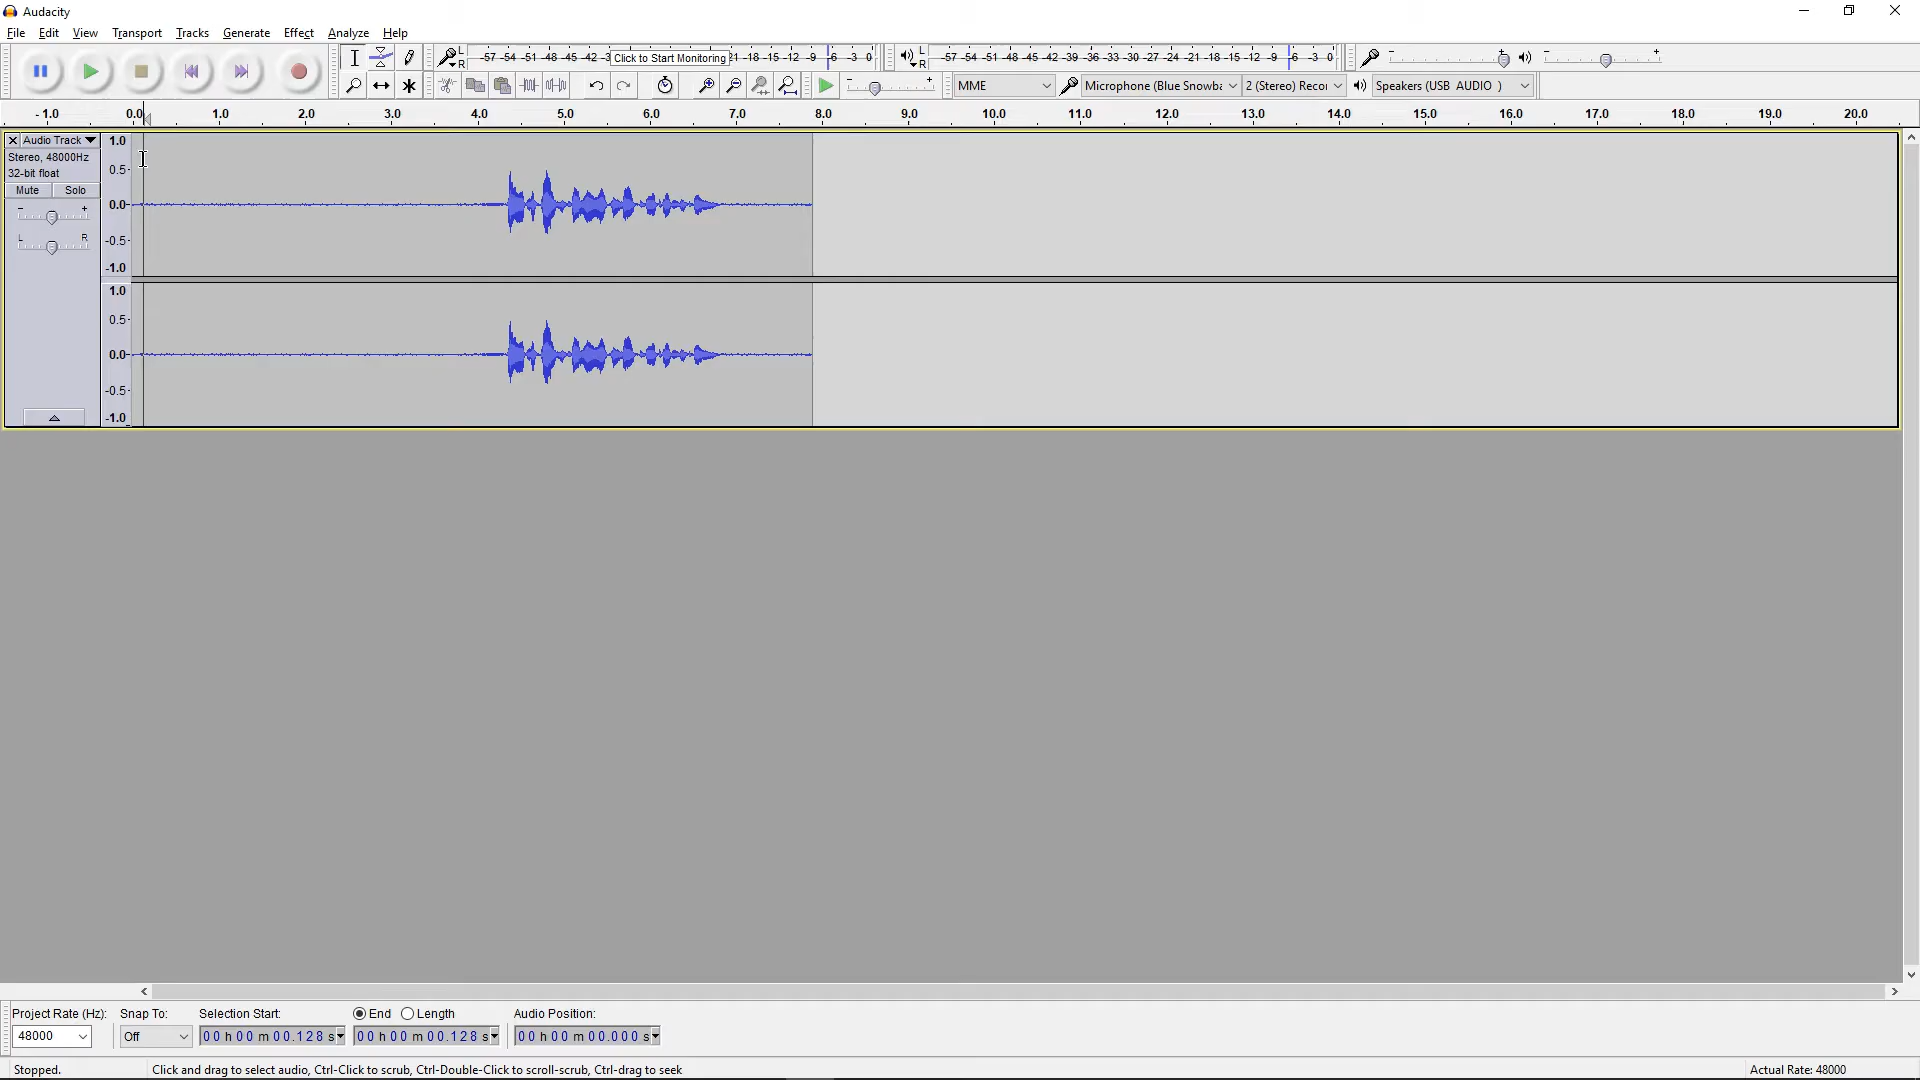 Audacity
File Edit View Transport Tracks Generate Effect Analyze Help
L R -57 -54 -51 -48 -45 -42 -3 Click to Start Monitoring 21 -18 -15 -12 -9 -6 -3 0 L R -57 -54 -51 -48 -45 -42 -39 -36 -33 -30 -27 -24 -21 -18 -15 -12 -9 -6 -3 0 - + - +
- + MME Microphone (Blue Snowba 2 (Stereo) Recor Speakers (USB AUDIO )
-1.0 0.0 1.0 2.0 3.0 4.0 5.0 6.0 7.0 8.0 9.0 10.0 11.0 12.0 13.0 14.0 15.0 16.0 17.0 18.0 19.0 20.0
Audio Track 1.0
Stereo, 48000Hz
0.5-
32-bit float
Mute Solo
- + 0.0-
L R -0.5-
-1.0
1.0
0.5-
0.0-
-0.5-
-1.0
Project Rate (Hz): Snap To: Selection Start: End Length Audio Position:
48000 Off 00 h 00 m 00.128 s 00 h 00 m 00.128 s 00 h 00 m 00.000 s
Stopped. Click and drag to select audio, Ctrl-Click to scrub, Ctrl-Double-Click to scroll-scrub, Ctrl-drag to seek Actual Rate: 48000